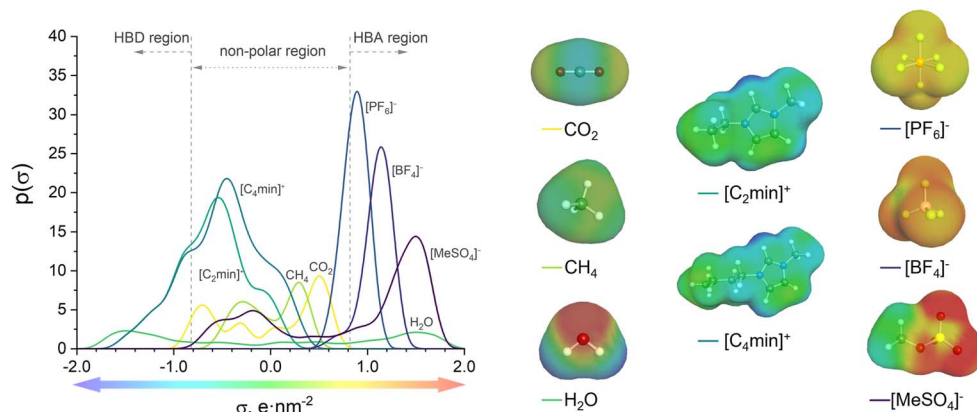 HBD region
HBA region
non-polar region
40
35
30
25
20
15
10
5
0
p(σ)
[PF₆]⁻
[BF₄]⁻
[C₄min]⁺
[C₂min]⁺
CH₄
CO₂
[MeSO₄]⁻
H₂O
-2.0 -1.0 0.0 1.0 2.0
σ, e·nm⁻²
CO₂
CH₄
H₂O
[C₂min]⁺
[C₄min]⁺
[PF₆]⁻
[BF₄]⁻
[MeSO₄]⁻